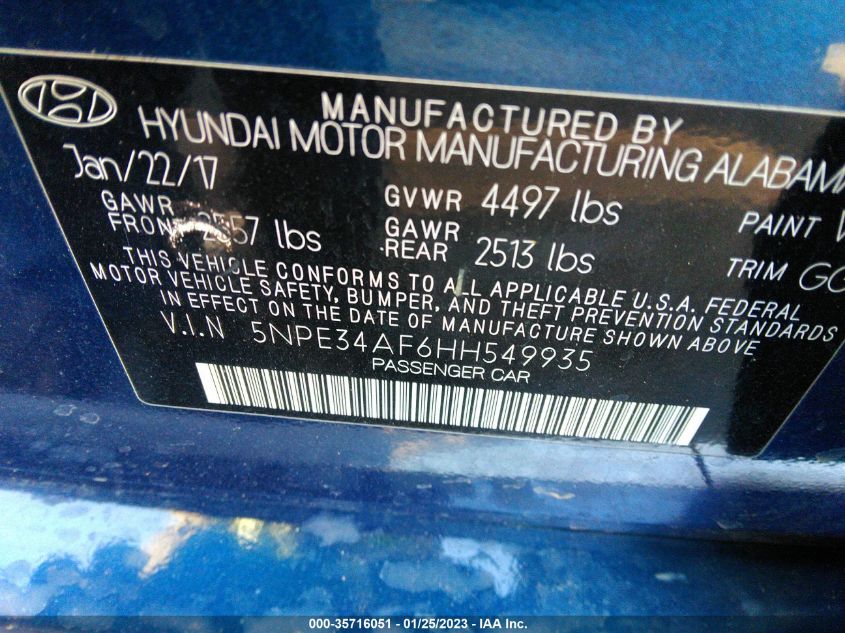 MANUFACTURED BY
HYUNDAI MOTOR MANUFACTURING ALABAMA
Jan/22/17
GAWR FRONT lbs
GVWR 4497 lbs
GAWR REAR 2513 lbs
PAINT
TRIM
THIS VEHICLE CONFORMS TO ALL APPLICABLE U.S.A. FEDERAL
MOTOR VEHICLE SAFETY, BUMPER, AND THEFT PREVENTION STANDARDS
IN EFFECT ON THE DATE OF MANUFACTURE SHOWN ABOVE
V.I.N 5NPE34AF6HH549935
PASSENGER CAR
000-35716051 - 01/25/2023 - IAA Inc.